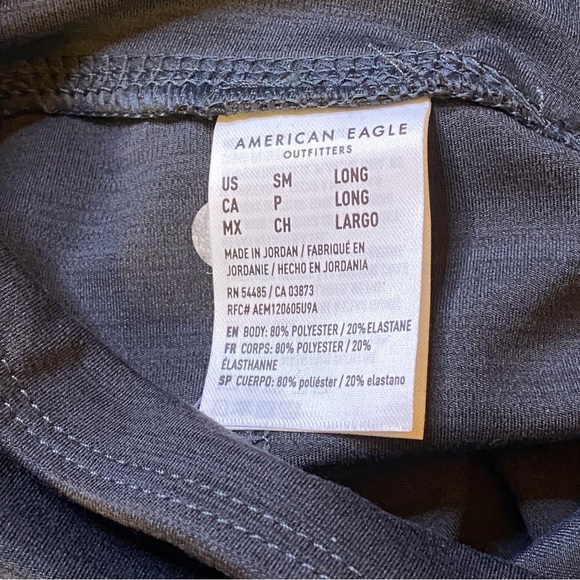 AMERICAN EAGLE
OUTFITTERS
US SM LONG
CA P LONG
MX CH LARGO
MADE IN JORDAN / FABRIQUÉ EN
JORDANIE / HECHO EN JORDANIA
RN 54485 / CA 03873
RFC# AEM120605U9A
EN BODY: 80% POLYESTER / 20% ELASTANE
FR CORPS: 80% POLYESTER / 20%
ÉLASTHANNE
SP CUERPO: 80% poliéster / 20% elastano